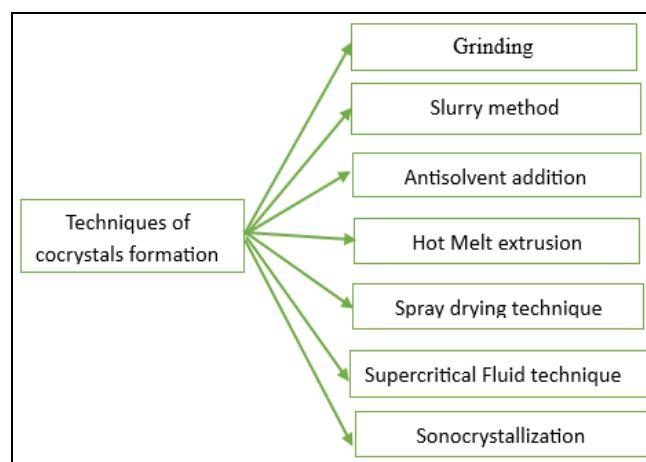 Grinding
Slurry method
Antisolvent addition
Techniques of
cocrystals formation
Hot Melt extrusion
Spray drying technique
Supercritical Fluid technique
Sonocrystallization